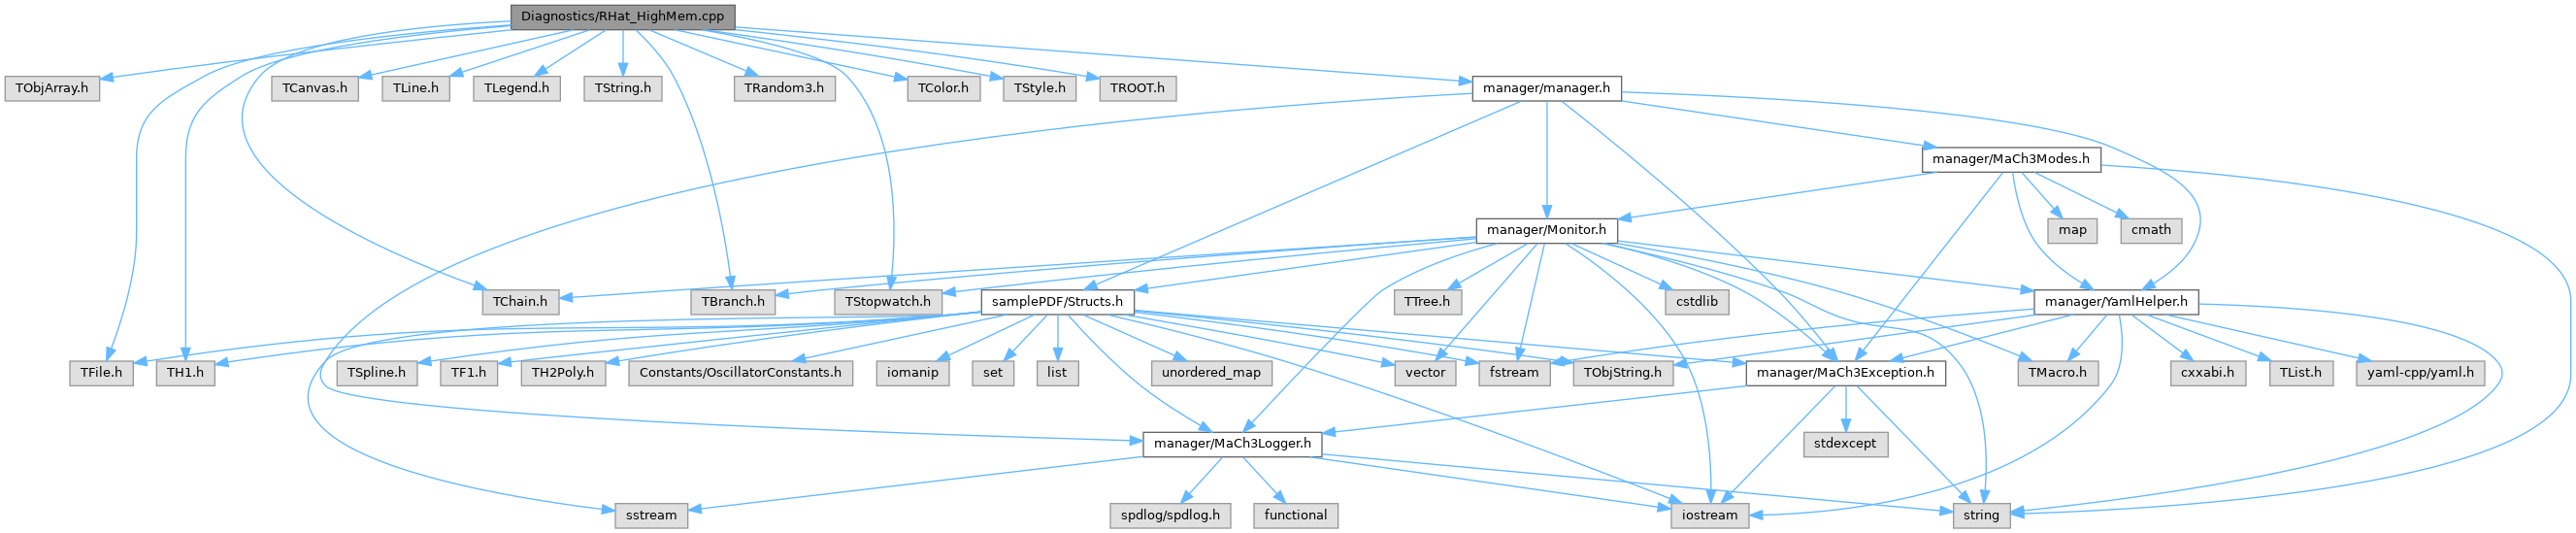 Diagnostics/RHat_HighMem.cpp
TObjArray.h
TCanvas.h
TLine.h
TLegend.h
TString.h
TRandom3.h
TColor.h
TStyle.h
TROOT.h
manager/manager.h
manager/MaCh3Modes.h
manager/Monitor.h
map
cmath
TChain.h
TBranch.h
TStopwatch.h
samplePDF/Structs.h
TTree.h
cstdlib
manager/YamlHelper.h
TFile.h
TH1.h
TSpline.h
TF1.h
TH2Poly.h
Constants/OscillatorConstants.h
iomanip
set
list
unordered_map
vector
fstream
TObjString.h
manager/MaCh3Exception.h
TMacro.h
cxxabi.h
TList.h
yaml-cpp/yaml.h
manager/MaCh3Logger.h
stdexcept
sstream
spdlog/spdlog.h
functional
iostream
string